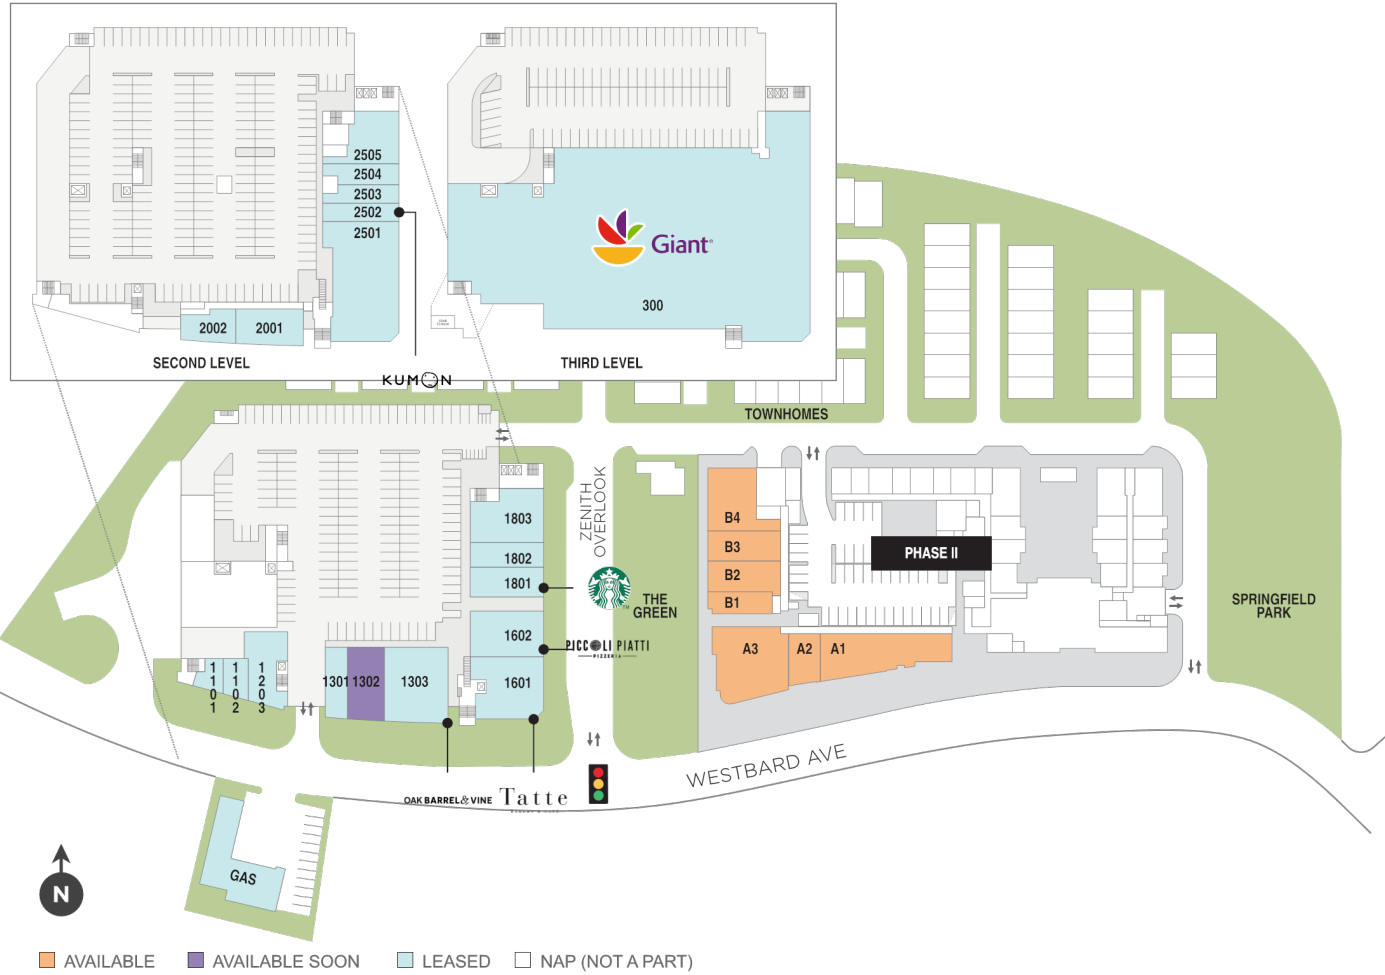 2505
2504
2503
2502
2501
2002
2001
SECOND LEVEL
Giant
300
THIRD LEVEL
KUMON
TOWNHOMES
ZENITH
OVERLOOK
1803
1802
1801
1602
1601
PICCOLI PIATTI
PIZZERIA
THE
GREEN
B4
B3
B2
B1
A3
A2
A1
PHASE II
SPRINGFIELD
PARK
1101
1102
1203
1301
1302
1303
OAK BARREL & VINE
Tatte
WESTBARD AVE
GAS
N
AVAILABLE
AVAILABLE SOON
LEASED
NAP (NOT A PART)